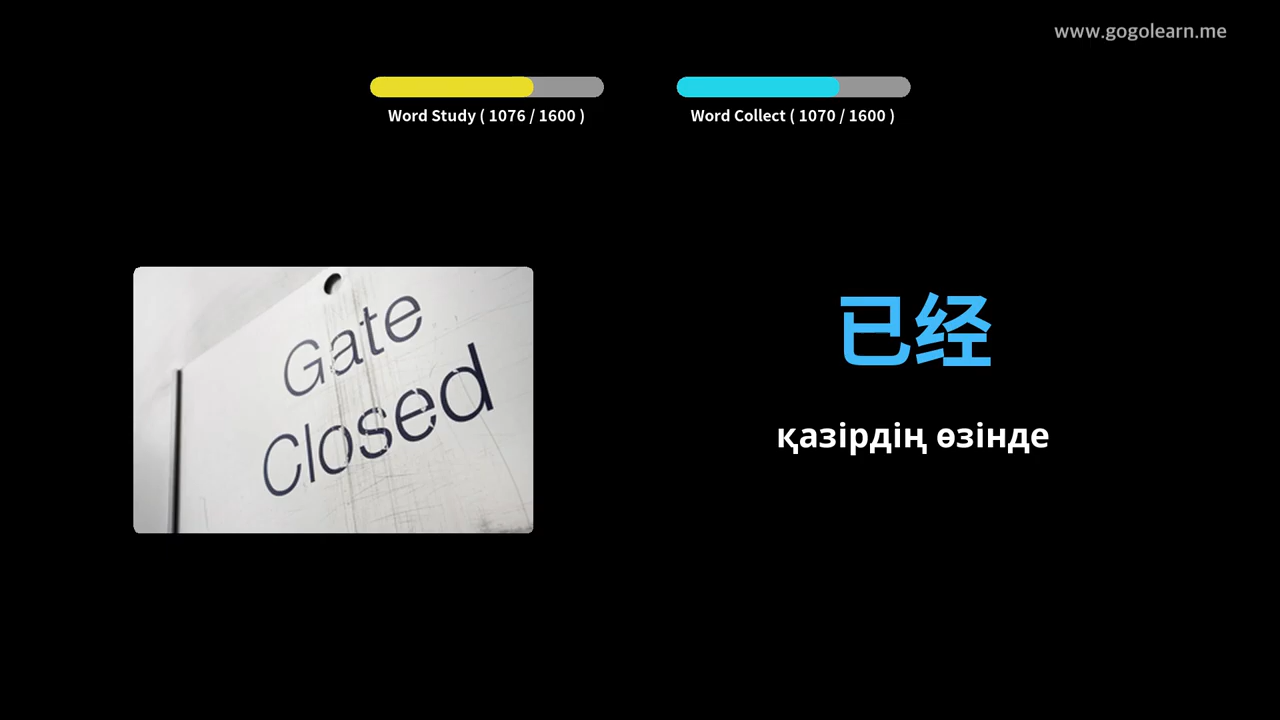 www.gogolearn.me
Word Study ( 1076 / 1600 )
Word Collect ( 1070 / 1600 )
Gate
Closed
已经
қазірдің өзінде